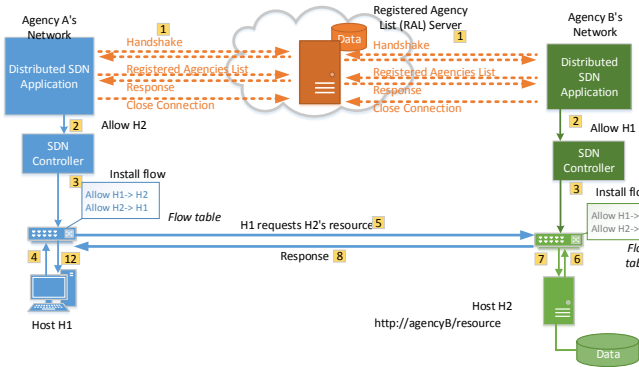 Agency A's
Network
1
Registered Agency
List (RAL) Server
1
Agency B's
Network
Data
Handshake
Handshake
Distributed SDN
Application
Registered Agencies List
Registered Agencies List
Distributed
SDN
Application
Response
Response
Close Connection
Close Connection
2
Allow H2
2
Allow H1
SDN
Controller
SDN
Controller
3
Install flow
3
Install flow
Allow H1-> H2
Allow H2-> H1
Allow H1->
Allow H2->
Flow table
H1 requests H2's resource
5
4
12
Response
8
7
6
Host H1
Host H2
http://agencyB/resource
Data